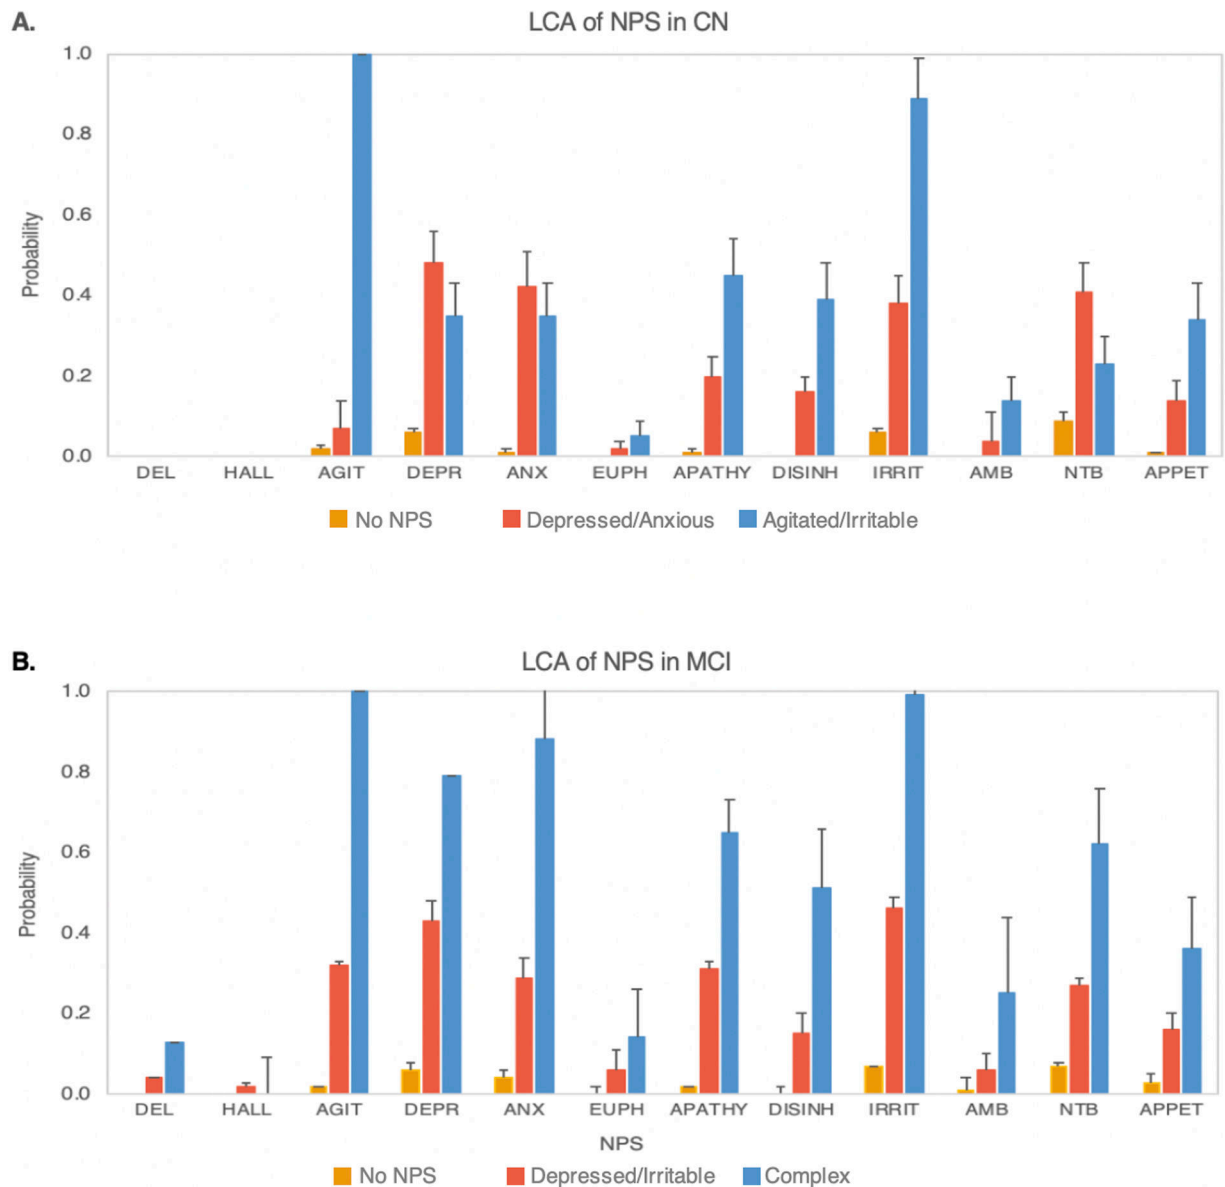 A.
LCA of NPS in CN
1.0
0.8
0.6
0.4
0.2
0.0
Probability
DEL HALL AGIT DEPR ANX EUPH APATHY DISINH IRRIT AMB NTB APPET
No NPS Depressed/Anxious Agitated/Irritable
B.
LCA of NPS in MCI
1.0
0.8
0.6
0.4
0.2
0.0
Probability
DEL HALL AGIT DEPR ANX EUPH APATHY DISINH IRRIT AMB NTB APPET
NPS
No NPS Depressed/Irritable Complex